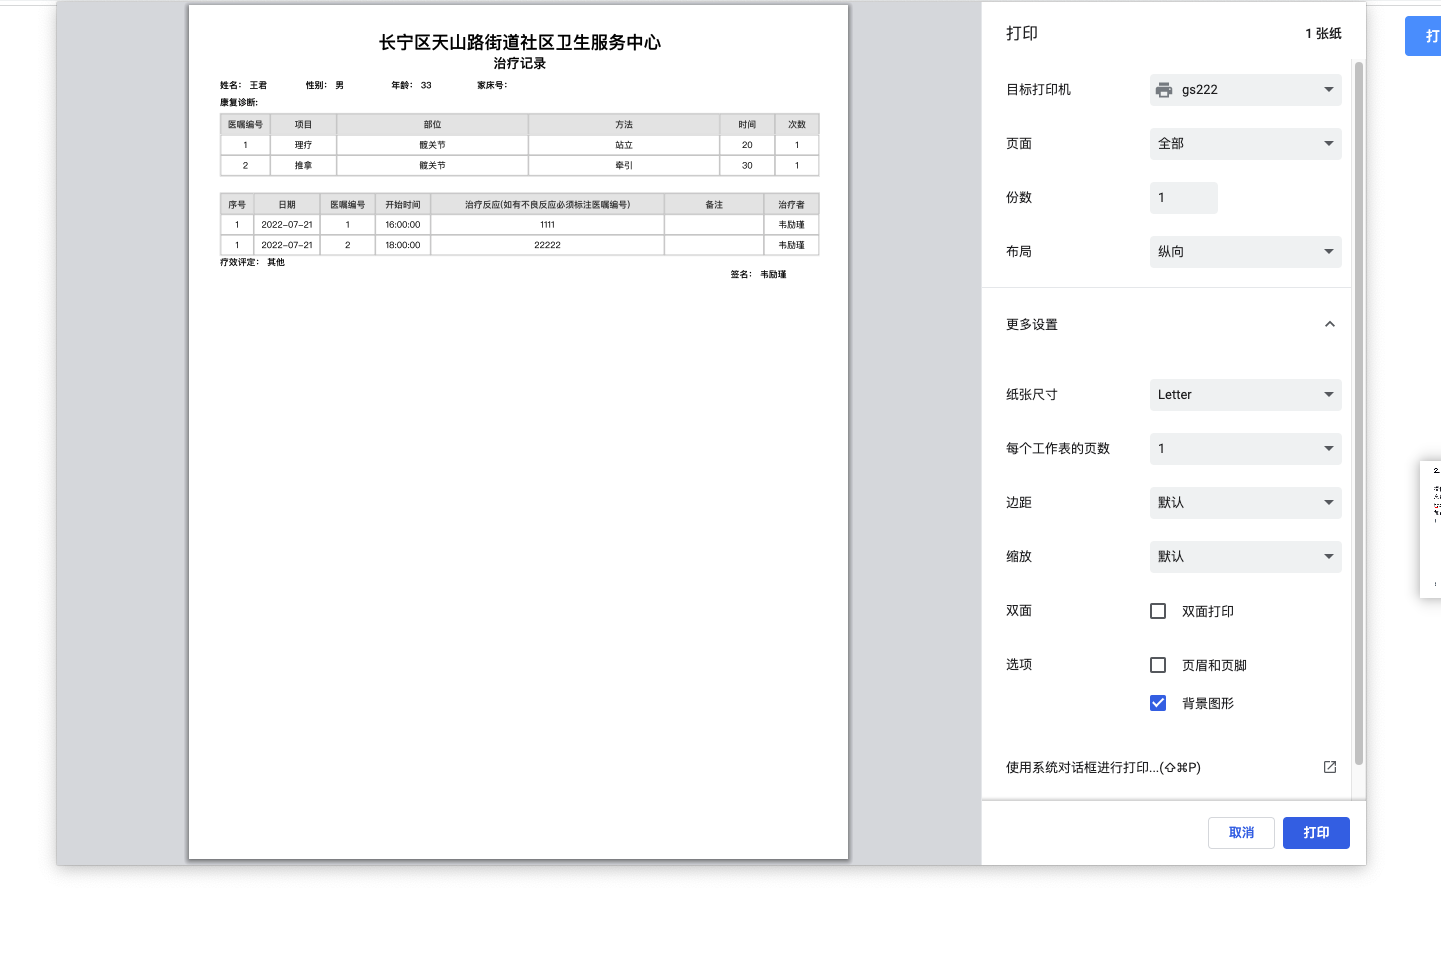 长宁区天山路街道社区卫生服务中心
治疗记录
姓名： 王君 性别： 男 年龄： 33 家床号：
康复诊断:
医嘱编号 项目 部位 方法 时间 次数
1 理疗 髋关节 站立 20 1
2 推拿 髋关节 牵引 30 1
序号 日期 医嘱编号 开始时间 治疗反应(如有不良反应必须标注医嘱编号) 备注 治疗者
1 2022-07-21 1 16:00:00 1111 韦励瑾
1 2022-07-21 2 18:00:00 22222 韦励瑾
疗效评定： 其他
签名： 韦励瑾
打印 1 张纸
目标打印机 gs222
页面 全部
份数 1
布局 纵向
更多设置
纸张尺寸 Letter
每个工作表的页数 1
边距 默认
缩放 默认
双面 双面打印
选项 页眉和页脚
背景图形
使用系统对话框进行打印...(⇧⌘P)
取消 打印
打